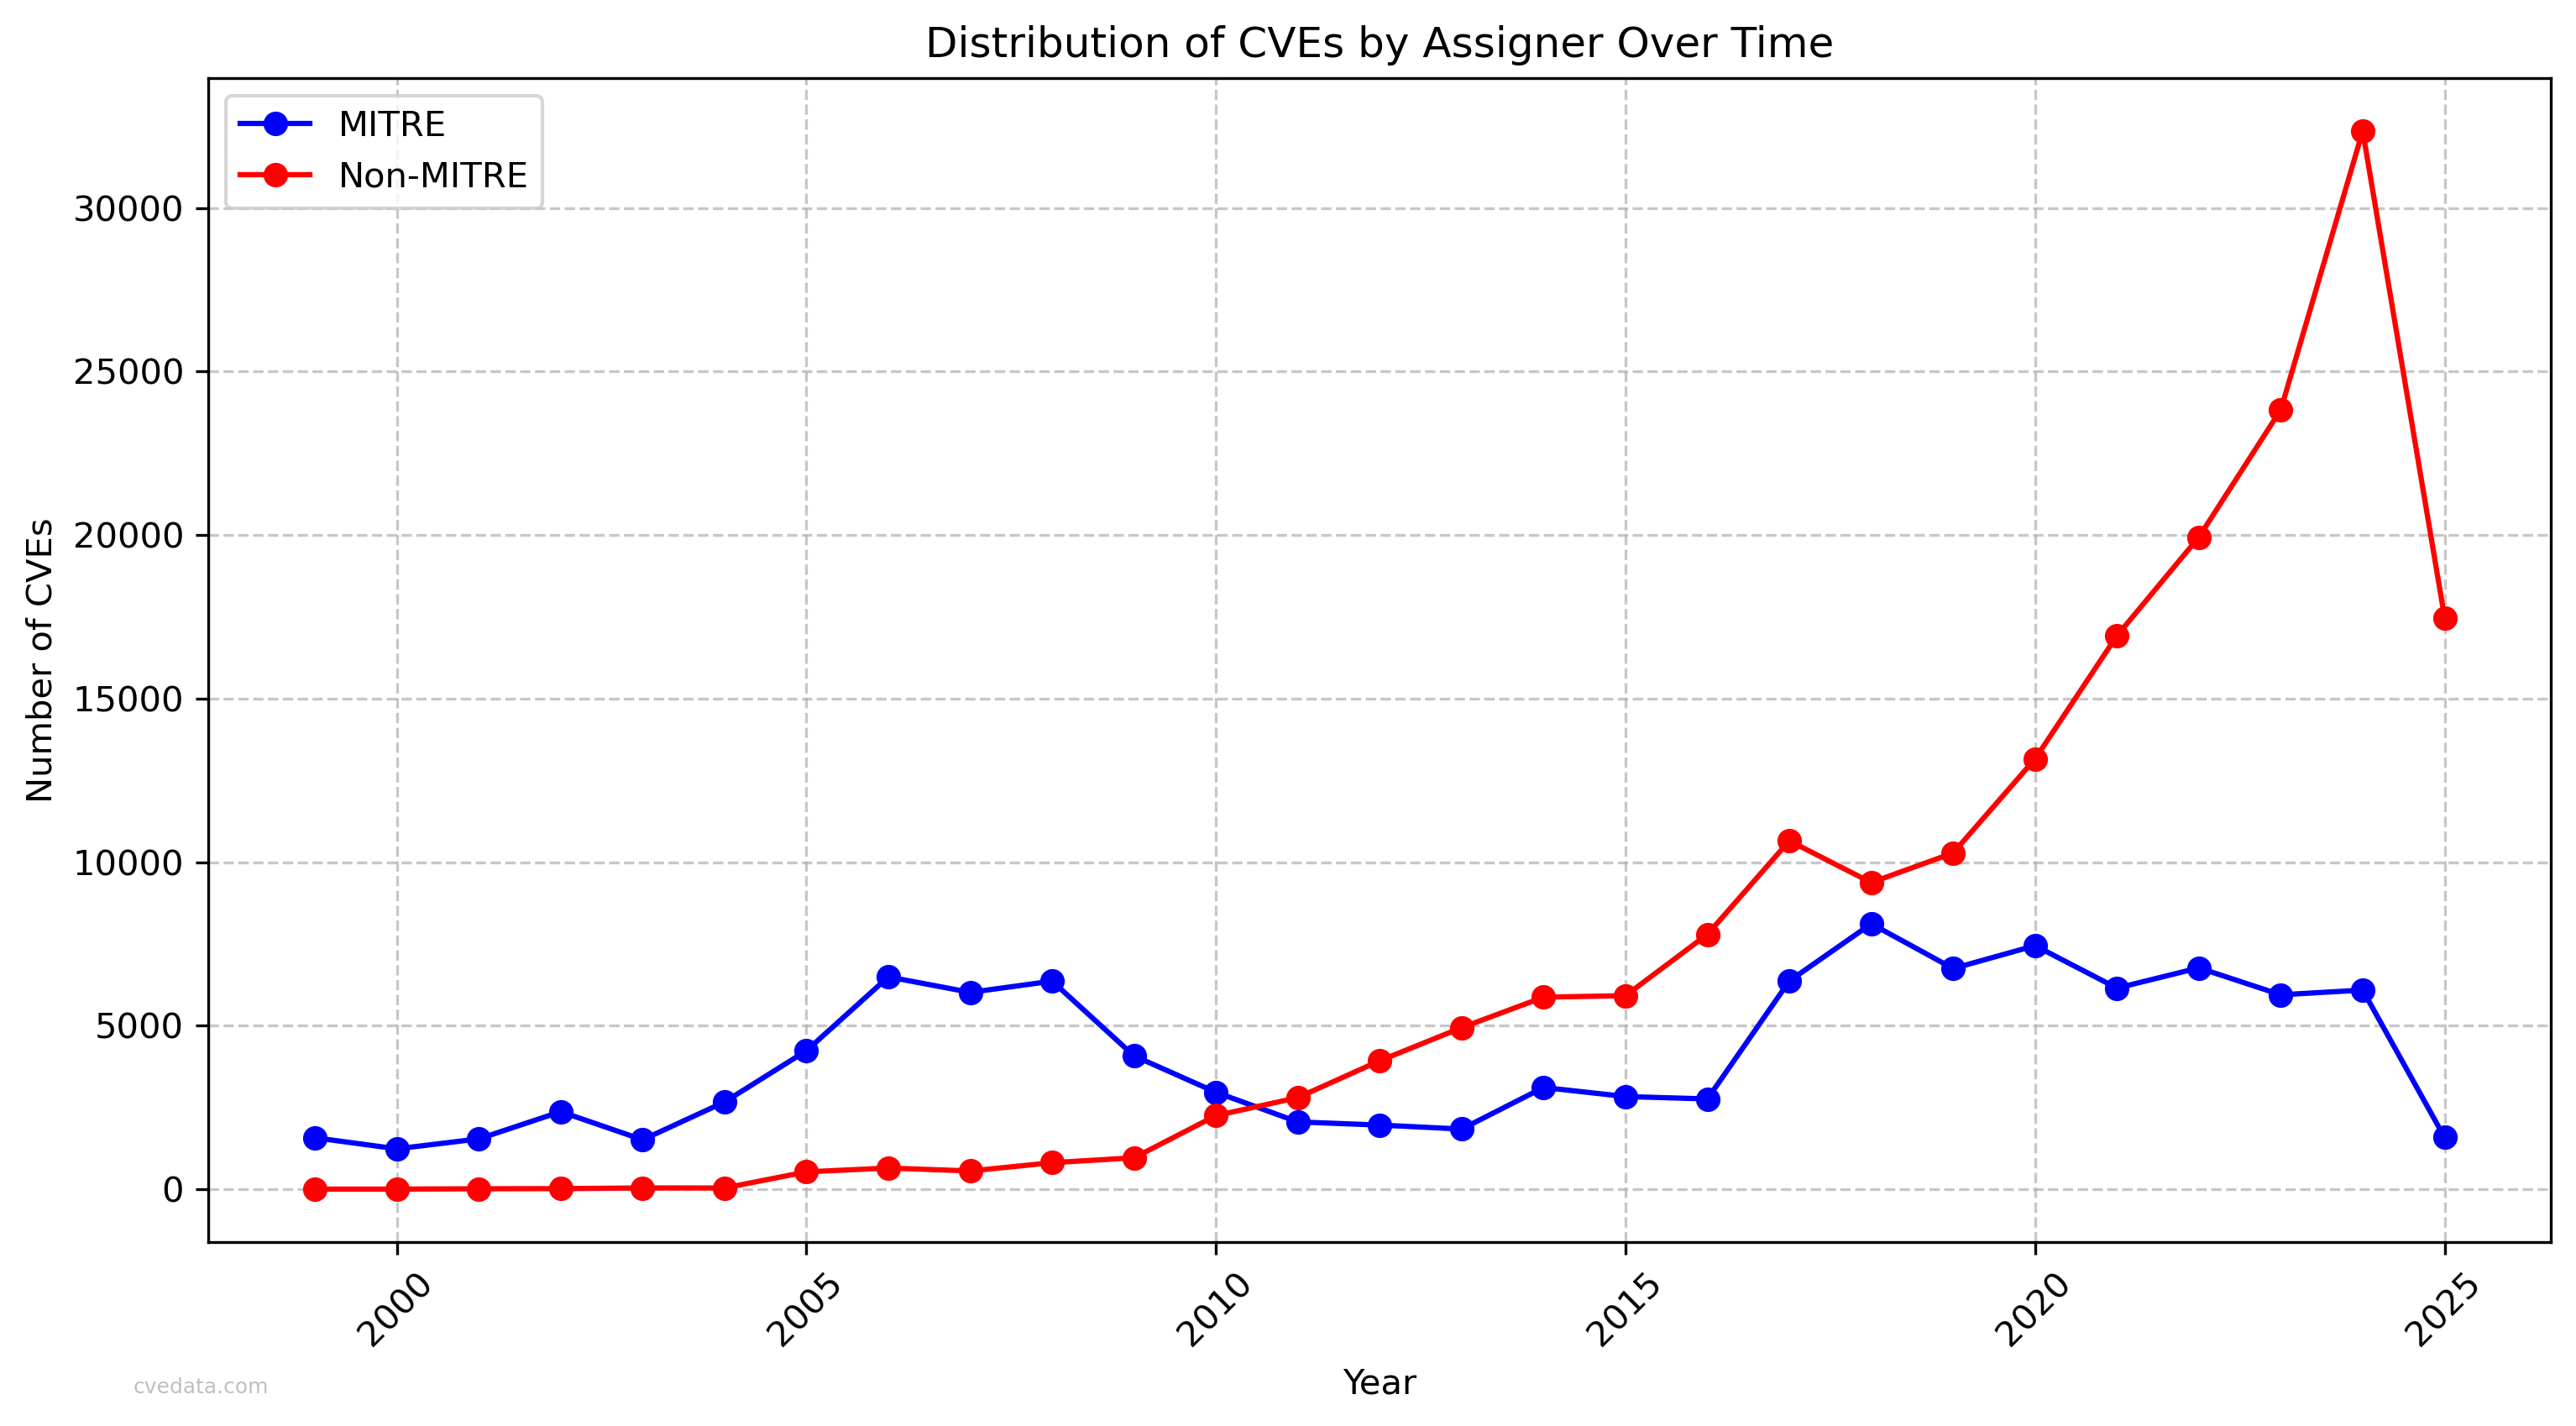 Distribution of CVEs by Assigner Over Time
MITRE
Non-MITRE
Number of CVEs
30000
25000
20000
15000
10000
5000
0
2000
2005
2010
2015
2020
2025
Year
cvedata.com